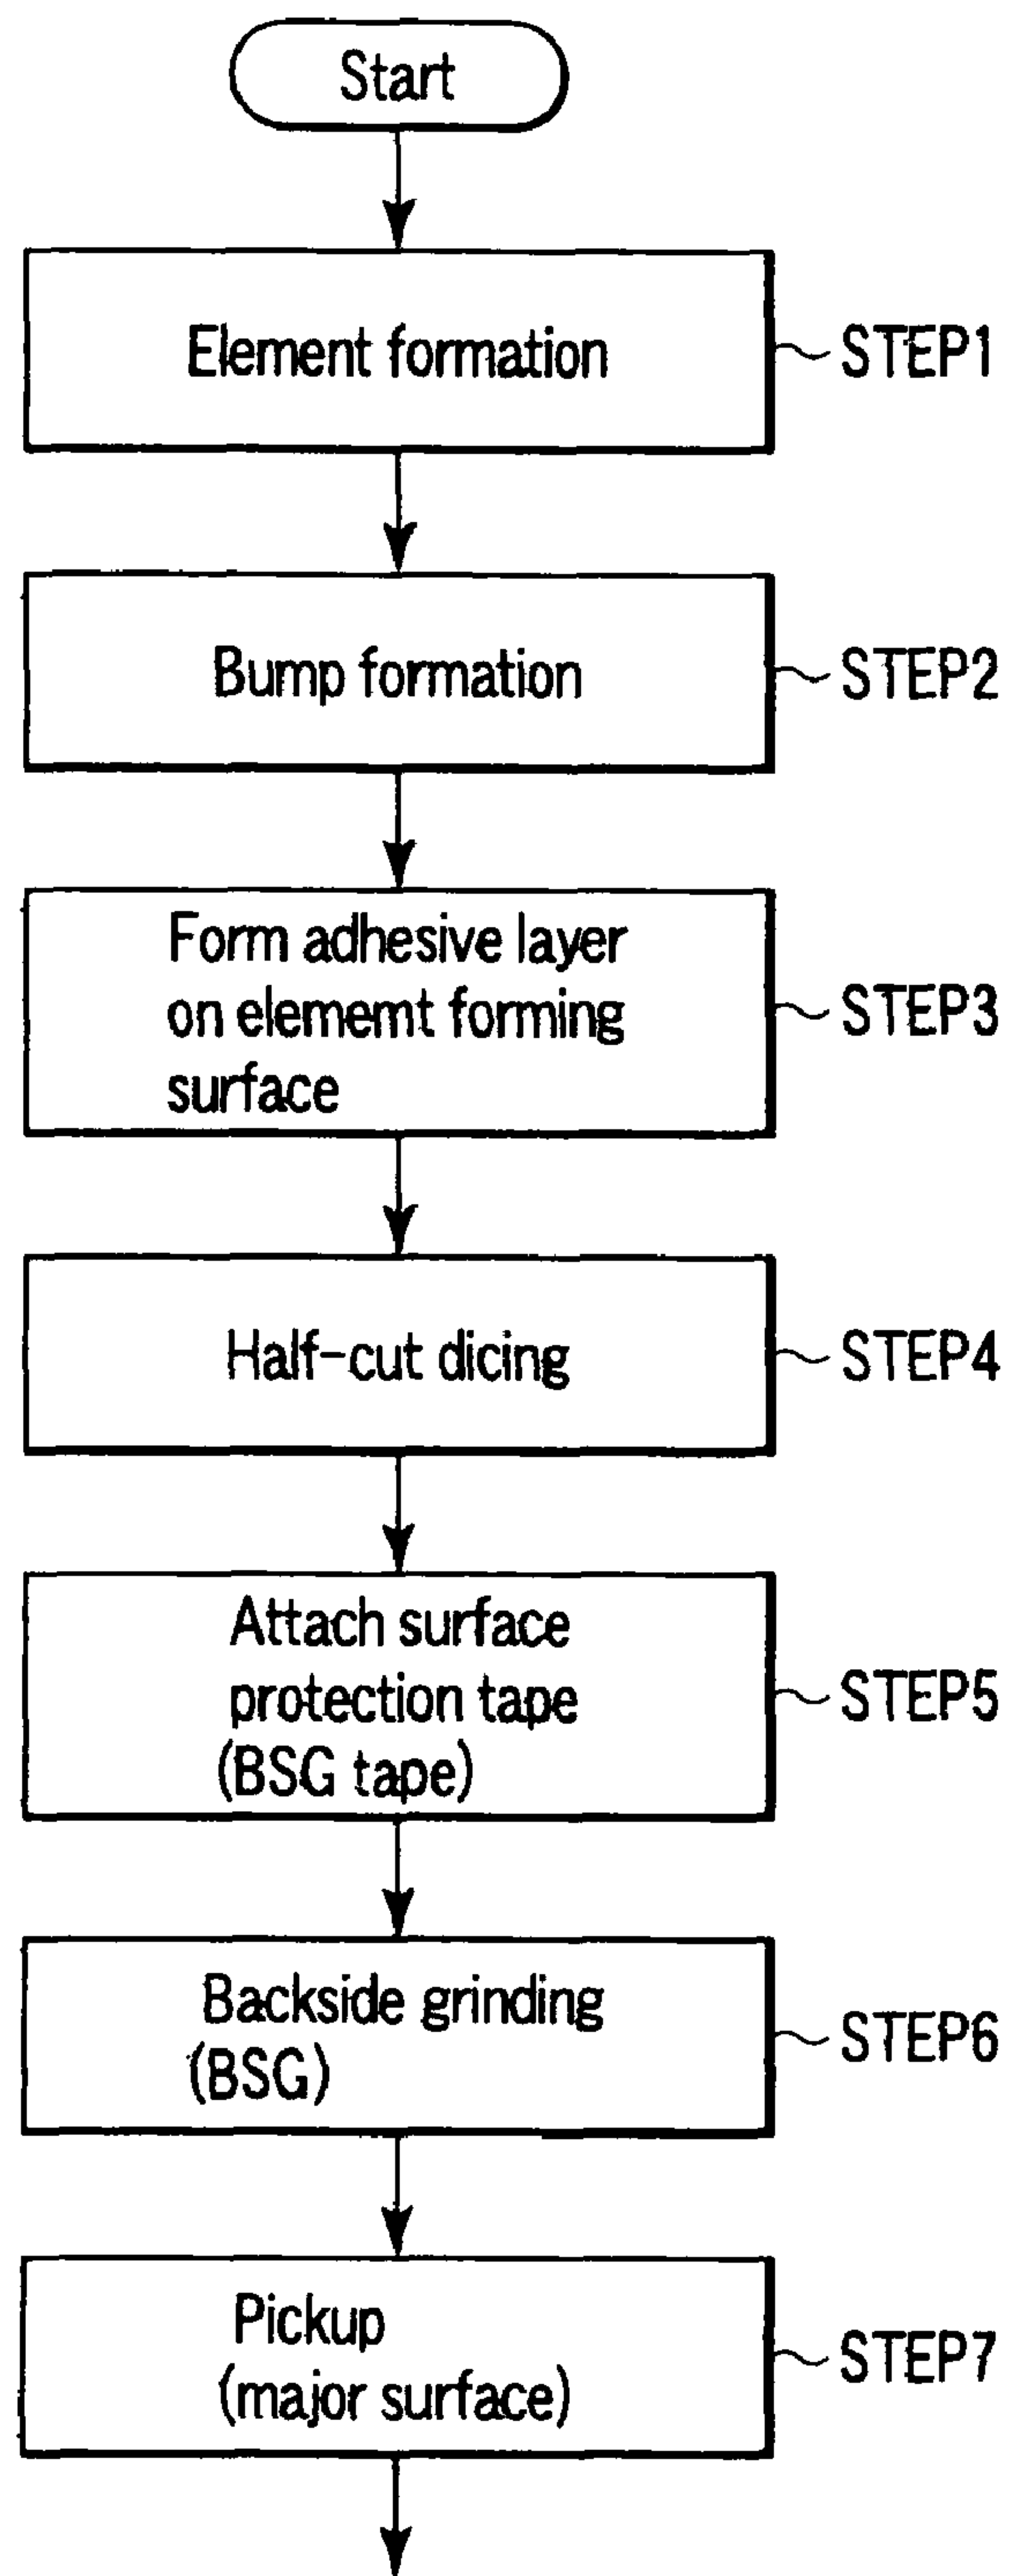 Start
Element formation
STEP1
Bump formation
STEP2
Form adhesive layer
on elememt forming
surface
STEP3
Half-cut dicing
STEP4
Attach surface
protection tape
(BSG tape)
STEP5
Backside grinding
(BSG)
STEP6
Pickup
(major surface)
STEP7